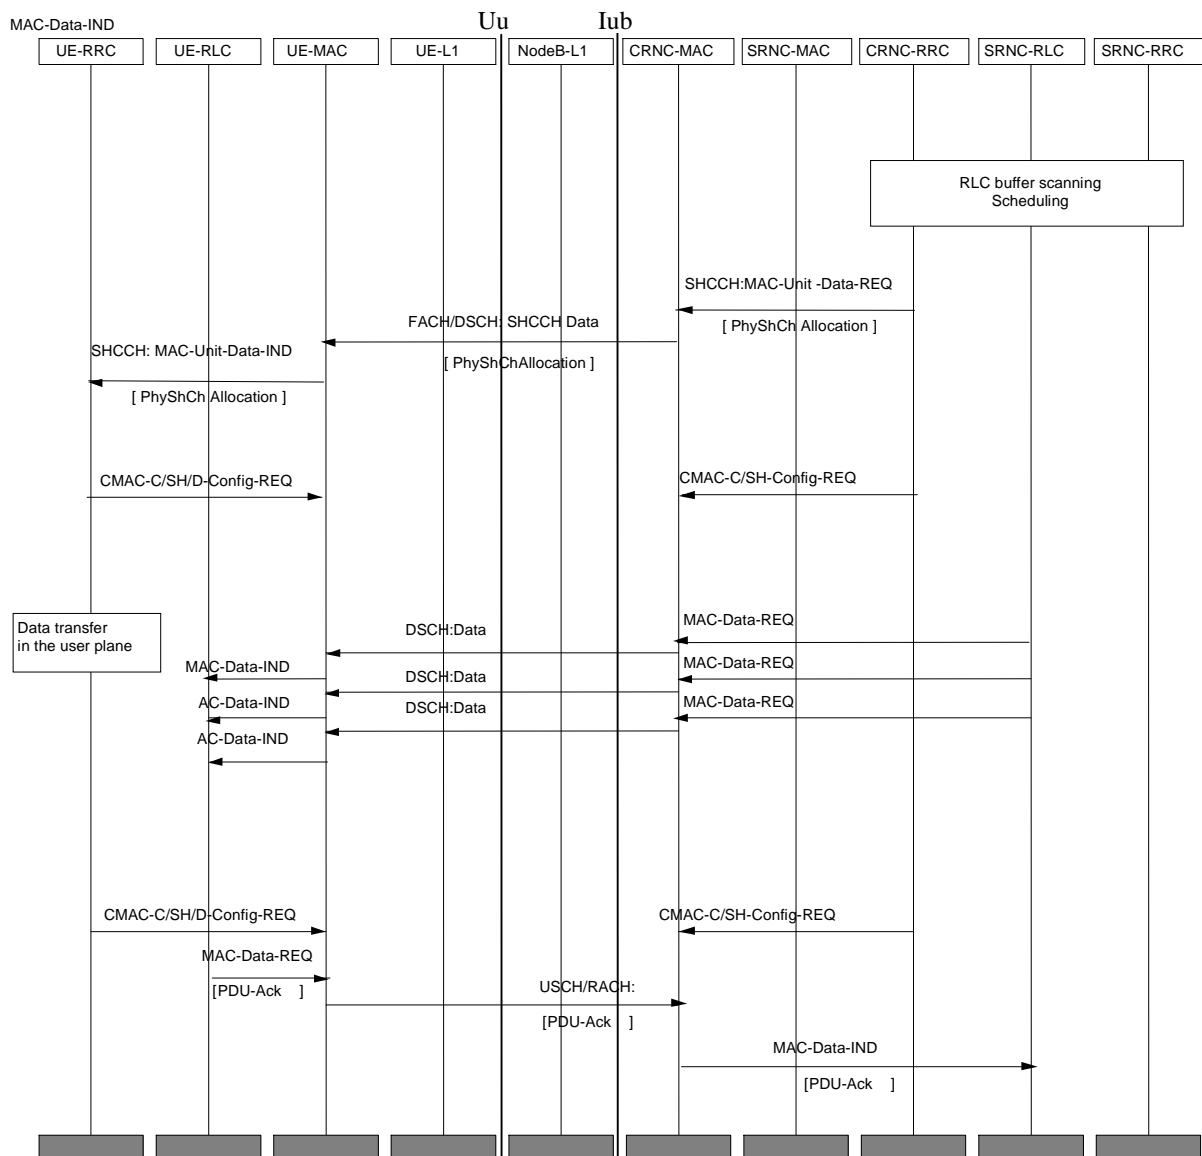 Uu Iub
MAC-Data-IND
UE-RRC UE-RLC UE-MAC UE-L1 NodeB-L1 CRNC-MAC SRNC-MAC CRNC-RRC SRNC-RLC SRNC-RRC
RLC buffer scanning
Scheduling
SHCCH:MAC-Unit -Data-REQ
FACH/DSCH: SHCCH Data
[ PhyShCh Allocation ]
SHCCH: MAC-Unit-Data-IND
[ PhyShChAllocation ]
[ PhyShCh Allocation ]
CMAC-C/SH/D-Config-REQ CMAC-C/SH-Config-REQ
Data transfer
in the user plane
MAC-Data-REQ
DSCH:Data
MAC-Data-IND
MAC-Data-REQ
DSCH:Data
AC-Data-IND
MAC-Data-REQ
DSCH:Data
AC-Data-IND
CMAC-C/SH/D-Config-REQ CMAC-C/SH-Config-REQ
MAC-Data-REQ
[PDU-Ack ]
USCH/RACH:
[PDU-Ack ]
MAC-Data-IND
[PDU-Ack ]